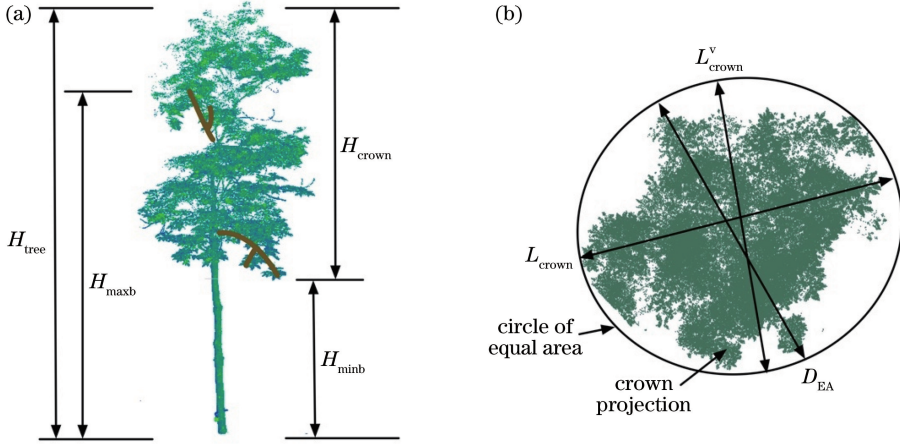 (a)
H_tree
H_maxb
H_crown
H_minb
(b)
L^v_crown
L_crown
circle of
equal area
crown
projection
D_EA